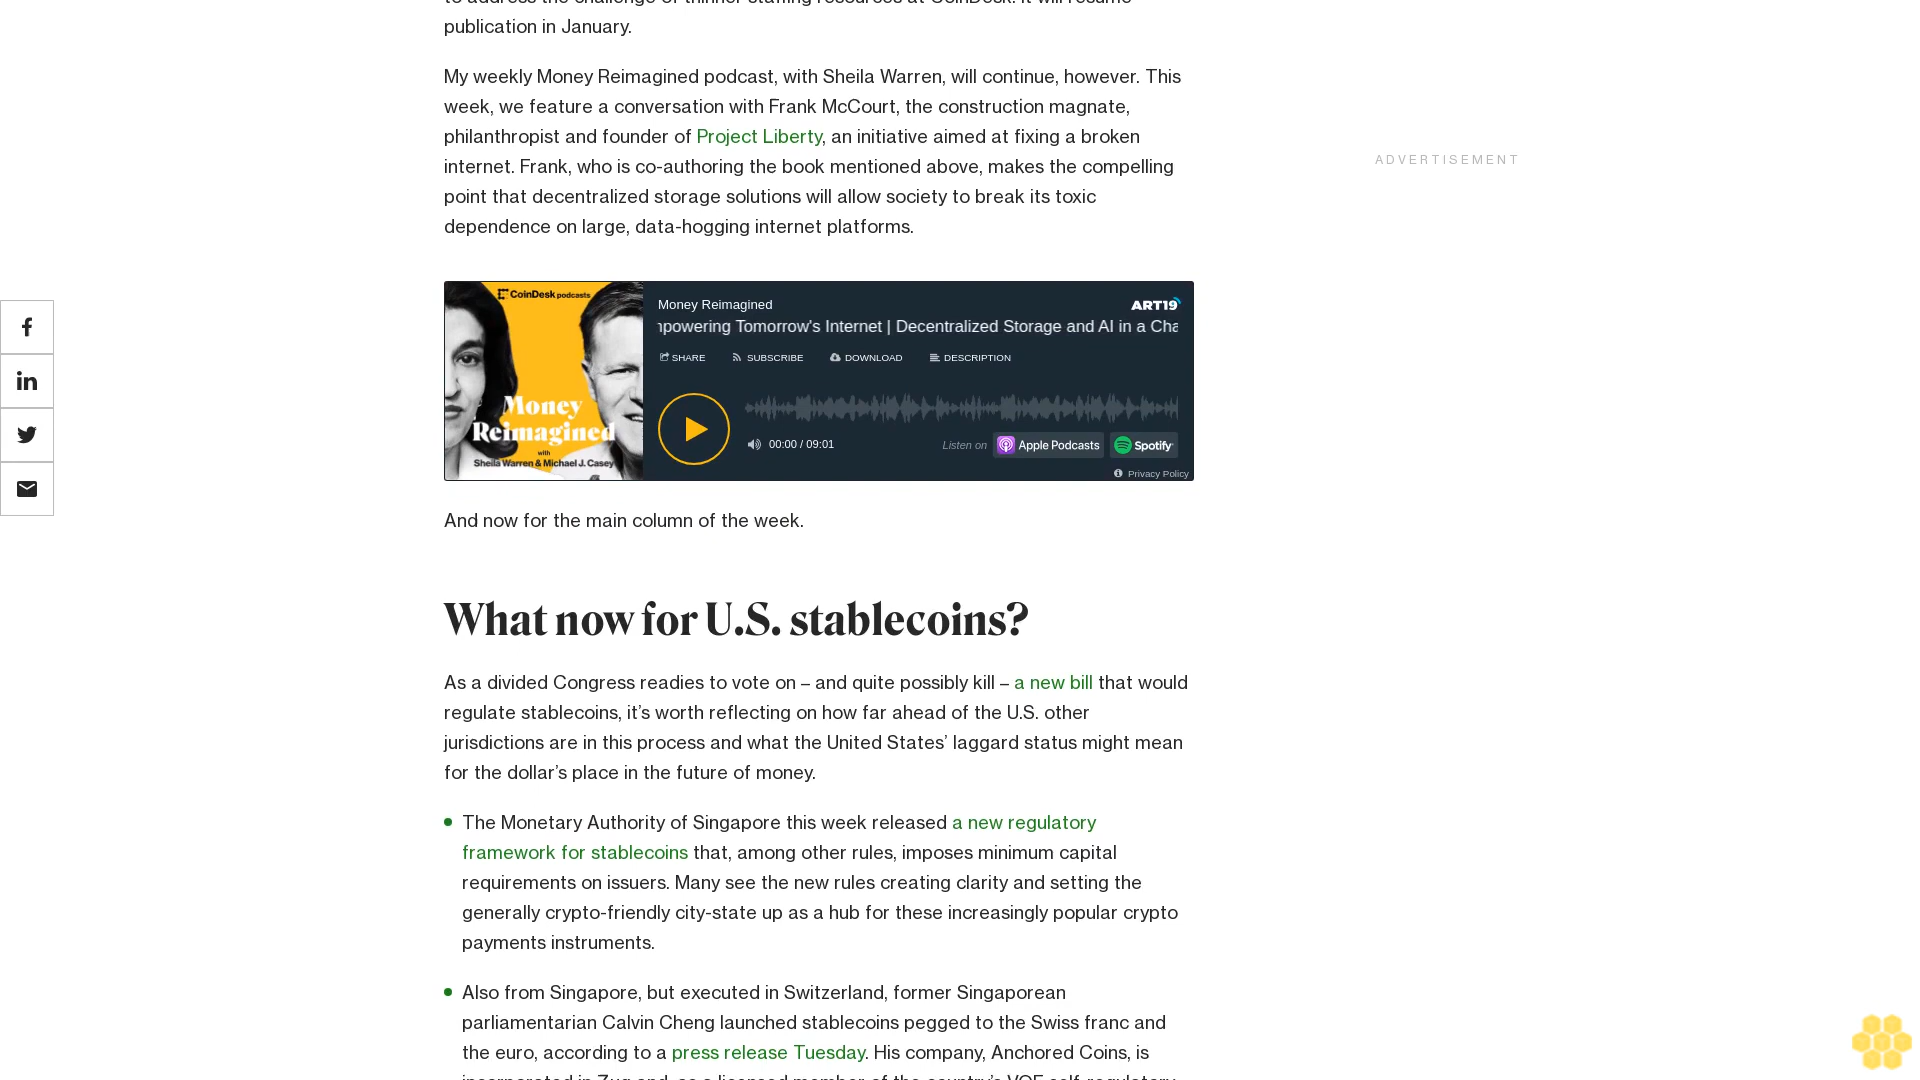 publication in January.
My weekly Money Reimagined podcast, with Sheila Warren, will continue, however. This
week, we feature a conversation with Frank McCourt, the construction magnate,
philanthropist and founder of Project Liberty, an initiative aimed at fixing a broken
internet. Frank, who is co-authoring the book mentioned above, makes the compelling
point that decentralized storage solutions will allow society to break its toxic
dependence on large, data-hogging internet platforms.
ADVERTISEMENT
CoinDesk podcasts
Money
Reimagined
with
Sheila Warren & Michael J. Casey
Money Reimagined
ART19
Tomorrow's Internet | Decentralized Storage and AI in a
SHARE SUBSCRIBE DOWNLOAD DESCRIPTION
00:00 / 09:01
Listen on Apple Podcasts Spotify
Privacy Policy
And now for the main column of the week.
What now for U.S. stablecoins?
As a divided Congress readies to vote on – and quite possibly kill – a new bill that would
regulate stablecoins, it’s worth reflecting on how far ahead of the U.S. other
jurisdictions are in this process and what the United States’ laggard status might mean
for the dollar’s place in the future of money.
The Monetary Authority of Singapore this week released a new regulatory
framework for stablecoins that, among other rules, imposes minimum capital
requirements on issuers. Many see the new rules creating clarity and setting the
generally crypto-friendly city-state up as a hub for these increasingly popular crypto
payments instruments.
Also from Singapore, but executed in Switzerland, former Singaporean
parliamentarian Calvin Cheng launched stablecoins pegged to the Swiss franc and
the euro, according to a press release Tuesday. His company, Anchored Coins, is